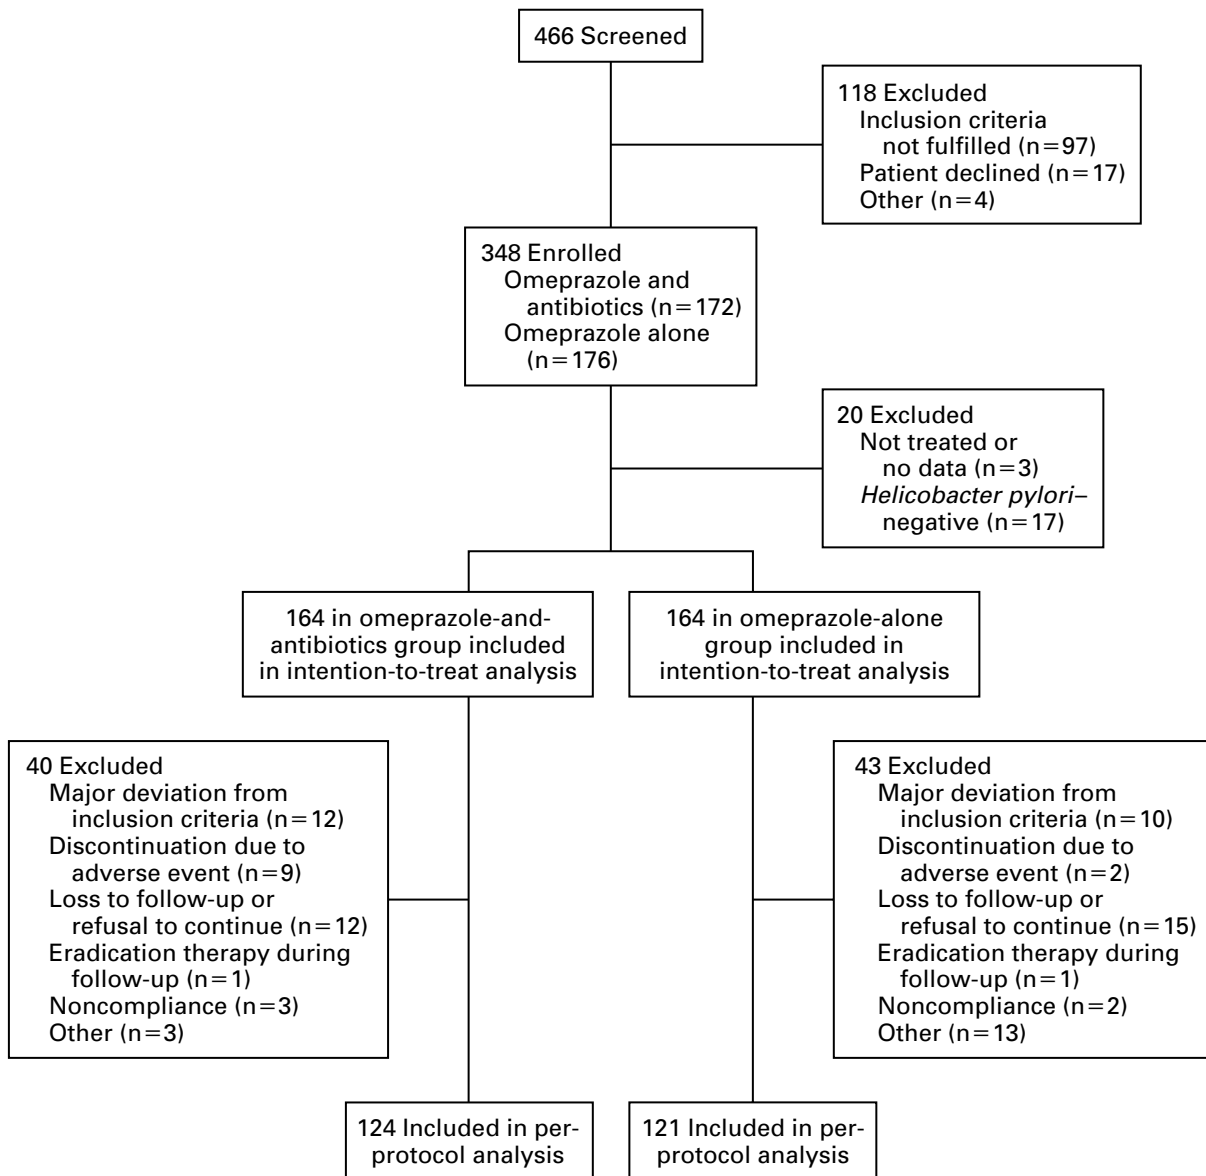 466 Screened
118 Excluded
Inclusion criteria
not fulfilled (n=97)
Patient declined (n=17)
Other (n=4)
348 Enrolled
Omeprazole and
antibiotics (n=172)
Omeprazole alone
(n=176)
20 Excluded
Not treated or
no data (n=3)
Helicobacter pylori–
negative (n=17)
164 in omeprazole-and-
antibiotics group included
in intention-to-treat analysis
164 in omeprazole-alone
group included in
intention-to-treat analysis
40 Excluded
Major deviation from
inclusion criteria (n=12)
Discontinuation due to
adverse event (n=9)
Loss to follow-up or
refusal to continue (n=12)
Eradication therapy during
follow-up (n=1)
Noncompliance (n=3)
Other (n=3)
43 Excluded
Major deviation from
inclusion criteria (n=10)
Discontinuation due to
adverse event (n=2)
Loss to follow-up or
refusal to continue (n=15)
Eradication therapy during
follow-up (n=1)
Noncompliance (n=2)
Other (n=13)
124 Included in per-
protocol analysis
121 Included in per-
protocol analysis